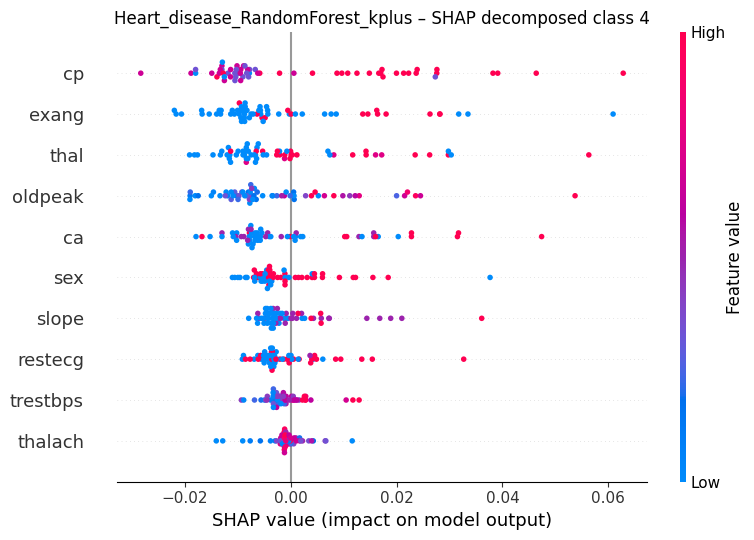 Heart_disease_RandomForest_kplus – SHAP decomposed class 4
High
cp
exang
thal
oldpeak
ca
sex
slope
restecg
trestbps
thalach
Feature value
Low
−0.02 0.00 0.02 0.04 0.06
SHAP value (impact on model output)